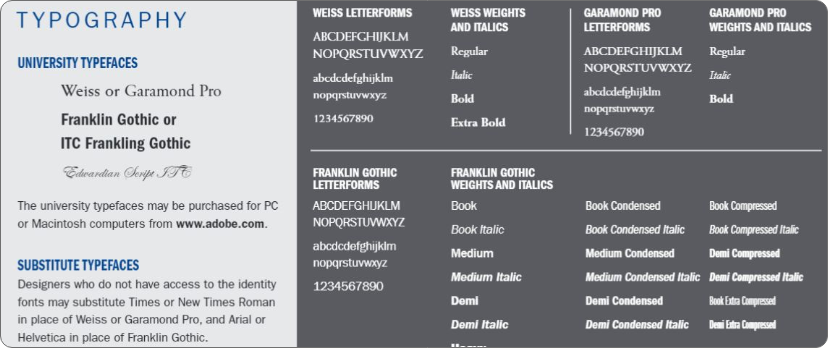 TYPOGRAPHY
UNIVERSITY TYPEFACES
Weiss or Garamond Pro
Franklin Gothic or
ITC Frankling Gothic
Edwardian Script ITC
The university typefaces may be purchased for PC
or Macintosh computers from www.adobe.com.
SUBSTITUTE TYPEFACES
Designers who do not have access to the identity
fonts may substitute Times or New Times Roman
in place of Weiss or Garamond Pro, and Arial or
Helvetica in place of Franklin Gothic.
WEISS LETTERFORMS
ABCDEFGHIJKLM
NOPQRSTUVWXYZ
abcdcdefghijklm
nopqrstuvwxyz
1234567890
WEISS WEIGHTS
AND ITALICS
Regular
Italic
Bold
Extra Bold
GARAMOND PRO
LETTERFORMS
ABCDEFGHIJKLM
NOPQRSTUVWXYZ
abcdcdefghijklm
nopqrstuvwxyz
1234567890
GARAMOND PRO
WEIGHTS AND ITALICS
Regular
Italic
Bold
FRANKLIN GOTHIC
LETTERFORMS
ABCDEFGHIJKLM
NOPQRSTUVWXYZ
abcdcdefghijklm
nopqrstuvwxyz
1234567890
FRANKLIN GOTHIC
WEIGHTS AND ITALICS
Book
Book Italic
Medium
Medium Italic
Demi
Demi Italic
Book Condensed
Book Condensed Italic
Medium Condensed
Medium Condensed Italic
Demi Condensed
Demi Condensed Italic
Book Compressed
Book Compressed Italic
Demi Compressed
Demi Compressed Italic
Book Extra Compressed
Demi Extra Compressed